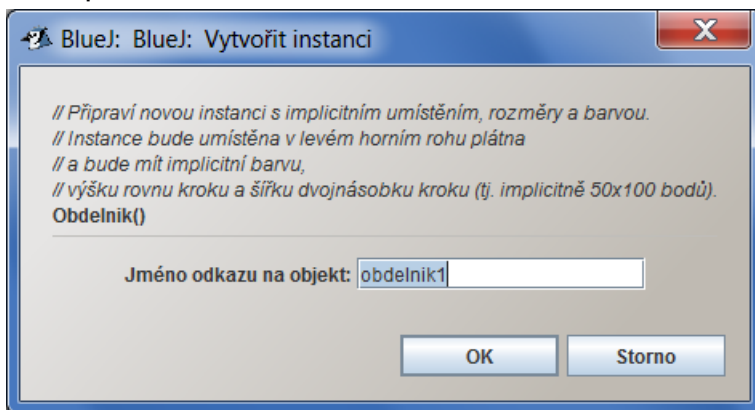 BlueJ: BlueJ: Vytvořit instanci
// Připraví novou instanci s implicitním umístěním, rozměry a barvou.
// Instance bude umístěna v levém horním rohu plátna
// a bude mít implicitní barvu,
// výšku rovnu kroku a šířku dvojnásobku kroku (tj. implicitně 50x100 bodů).
Obdelnik()
Jméno odkazu na objekt: obdelnik1
OK Storno